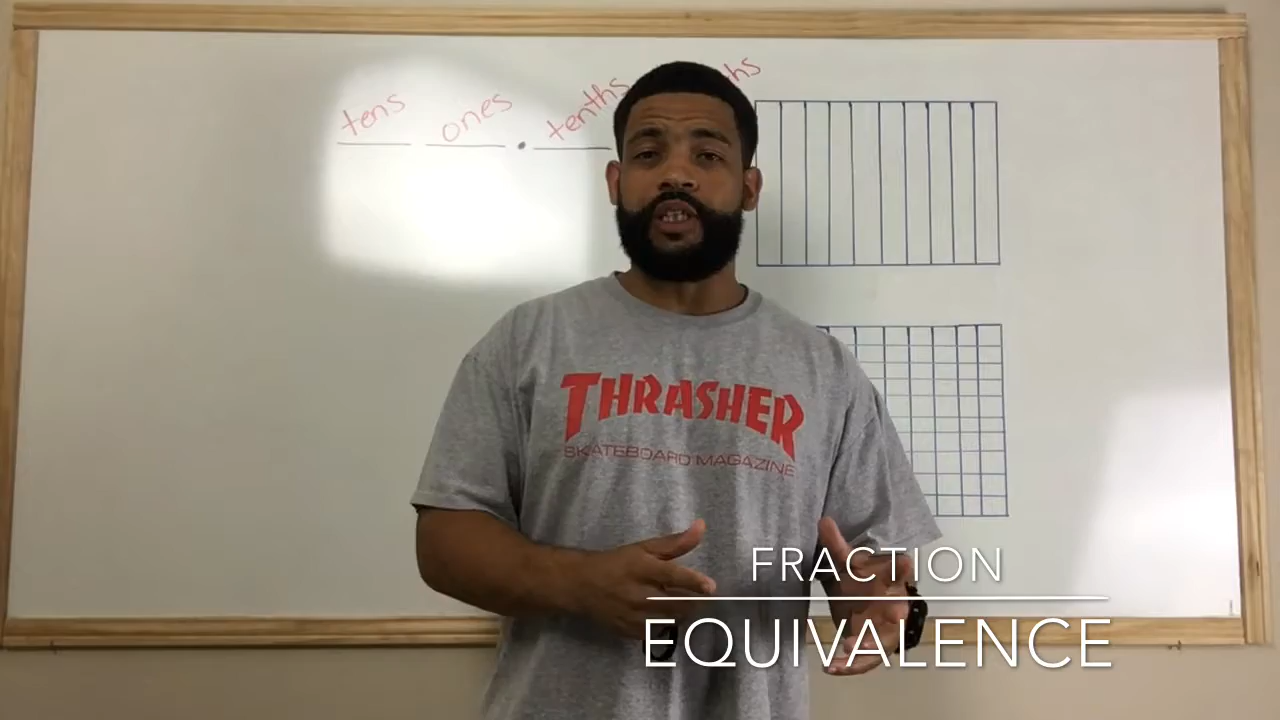 tens ones . tenths
THRASHER
SKATEBOARD MAGAZINE
FRACTION
EQUIVALENCE